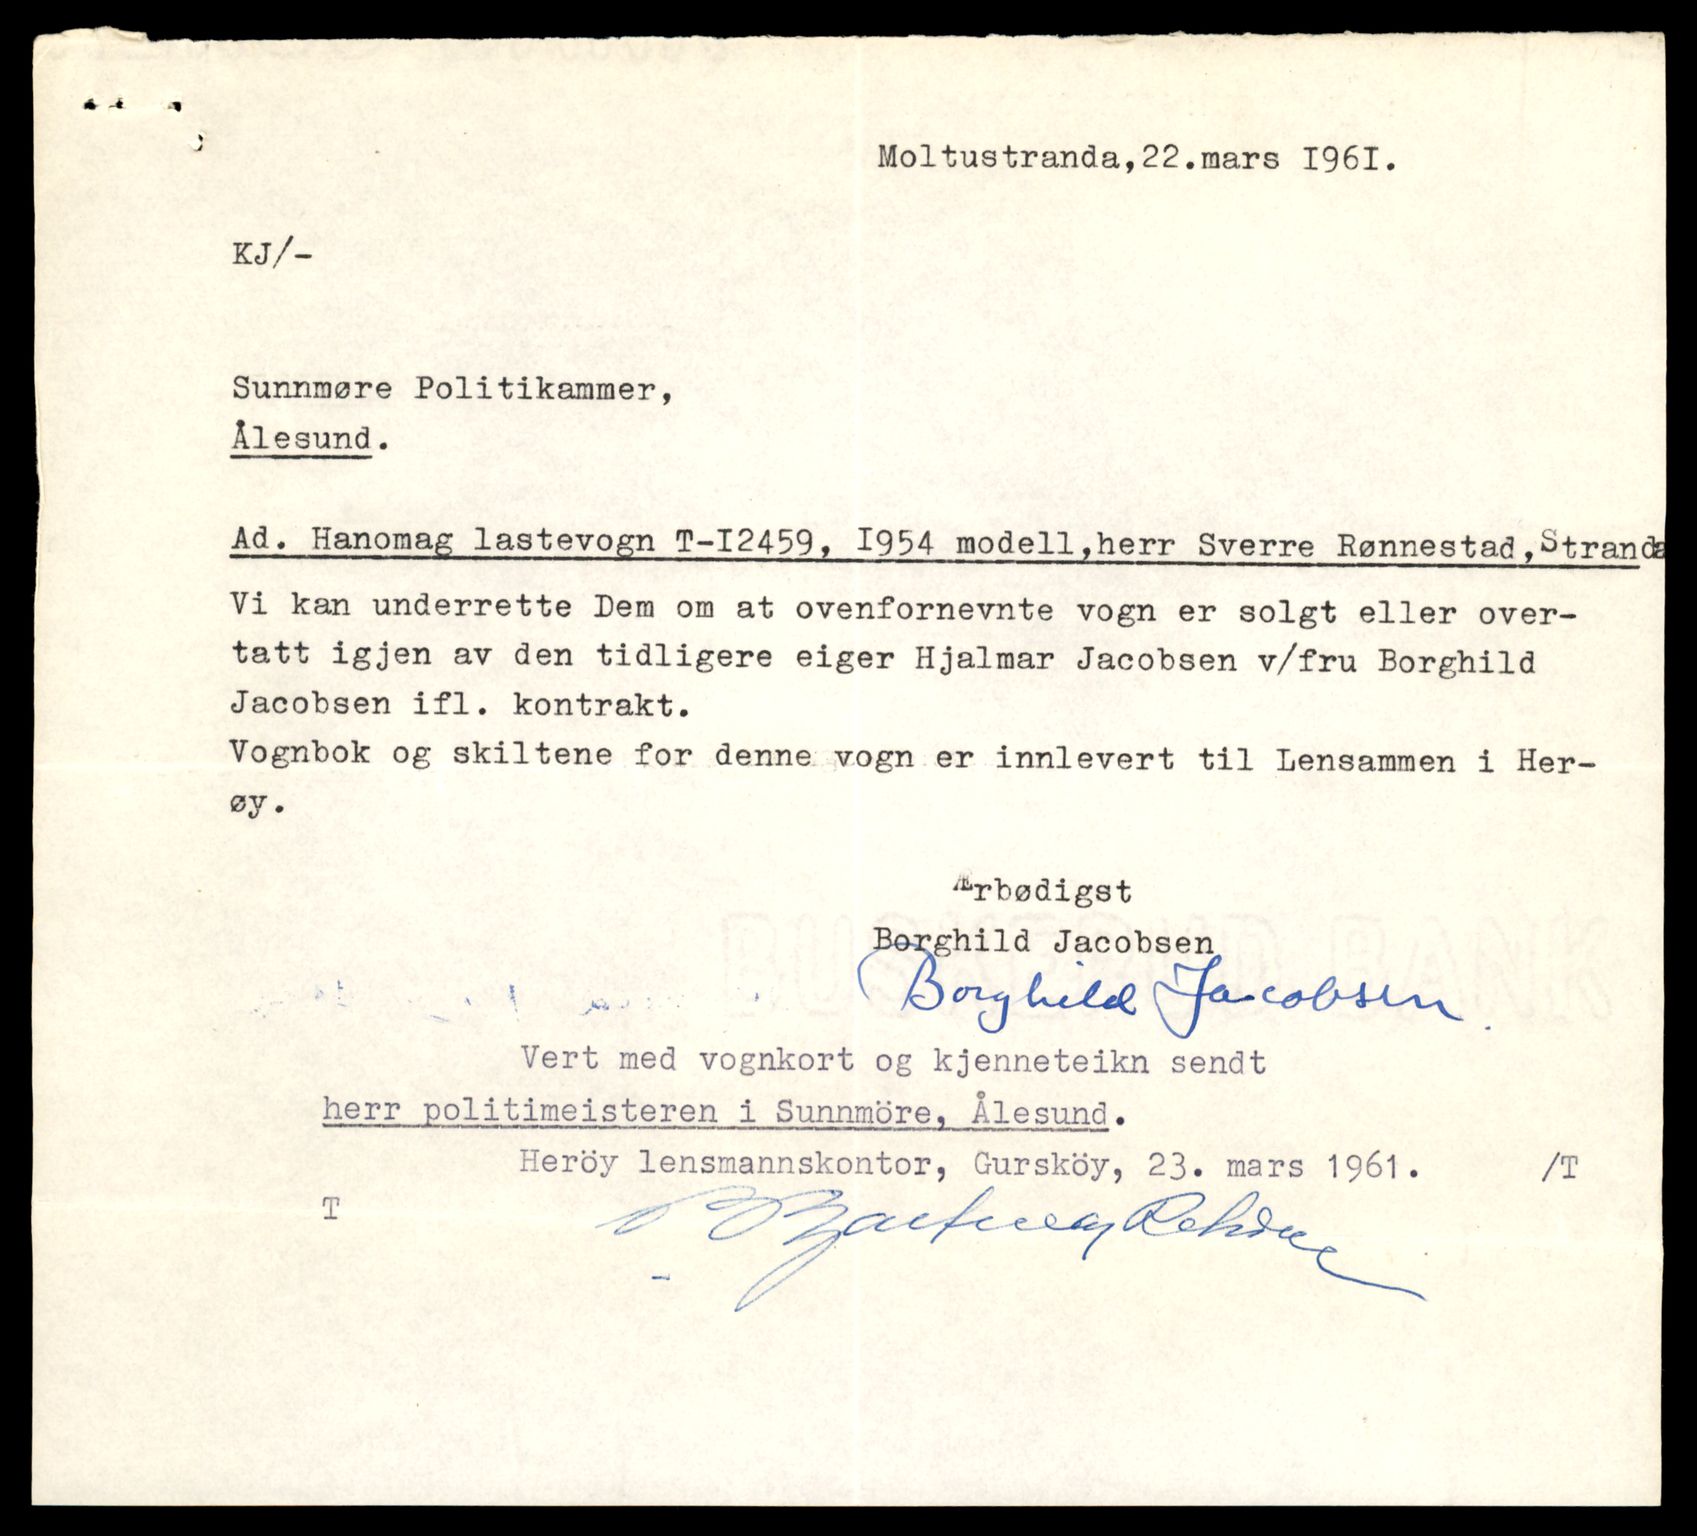 Moltustranda,22.mars I96I.
KJ/-
Sunnmøre Politikammer,
Ålesund.
Ad. Hanomag lastevogn T-I2459, I954 modell,herr Sverre Rønnestad,Stranda
Vi kan underrette Dem om at ovenfornevnte vogn er solgt eller over-
tatt igjen av den tidligere eiger Hjalmar Jacobsen v/fru Borghild
Jacobsen ifl. kontrakt.
Vognbok og skiltene for denne vogn er innlevert til Lensammen i Her-
øy.
Ærbødigst
Borghild Jacobsen
Borghild Jacobsen
Vert med vognkort og kjenneteikn sendt
herr politimeisteren i Sunnmöre, Ålesund.
Heröy lensmannskontor, Gursköy, 23. mars 1961. /T
T